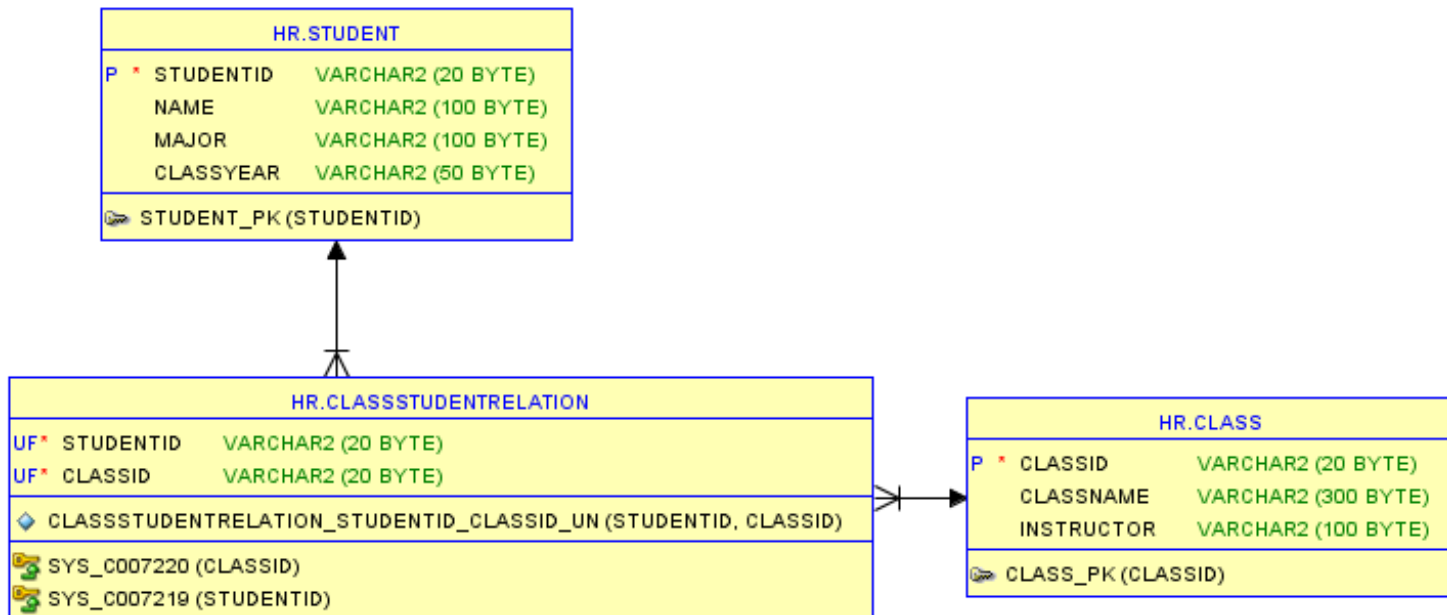 HR.STUDENT
P * STUDENTID VARCHAR2 (20 BYTE)
NAME VARCHAR2 (100 BYTE)
MAJOR VARCHAR2 (100 BYTE)
CLASSYEAR VARCHAR2 (50 BYTE)
STUDENT_PK (STUDENTID)
HR.CLASSSTUDENTRELATION
UF* STUDENTID VARCHAR2 (20 BYTE)
UF* CLASSID VARCHAR2 (20 BYTE)
CLASSSTUDENTRELATION_STUDENTID_CLASSID_UN (STUDENTID, CLASSID)
SYS_C007220 (CLASSID)
SYS_C007219 (STUDENTID)
HR.CLASS
P * CLASSID VARCHAR2 (20 BYTE)
CLASSNAME VARCHAR2 (300 BYTE)
INSTRUCTOR VARCHAR2 (100 BYTE)
CLASS_PK (CLASSID)